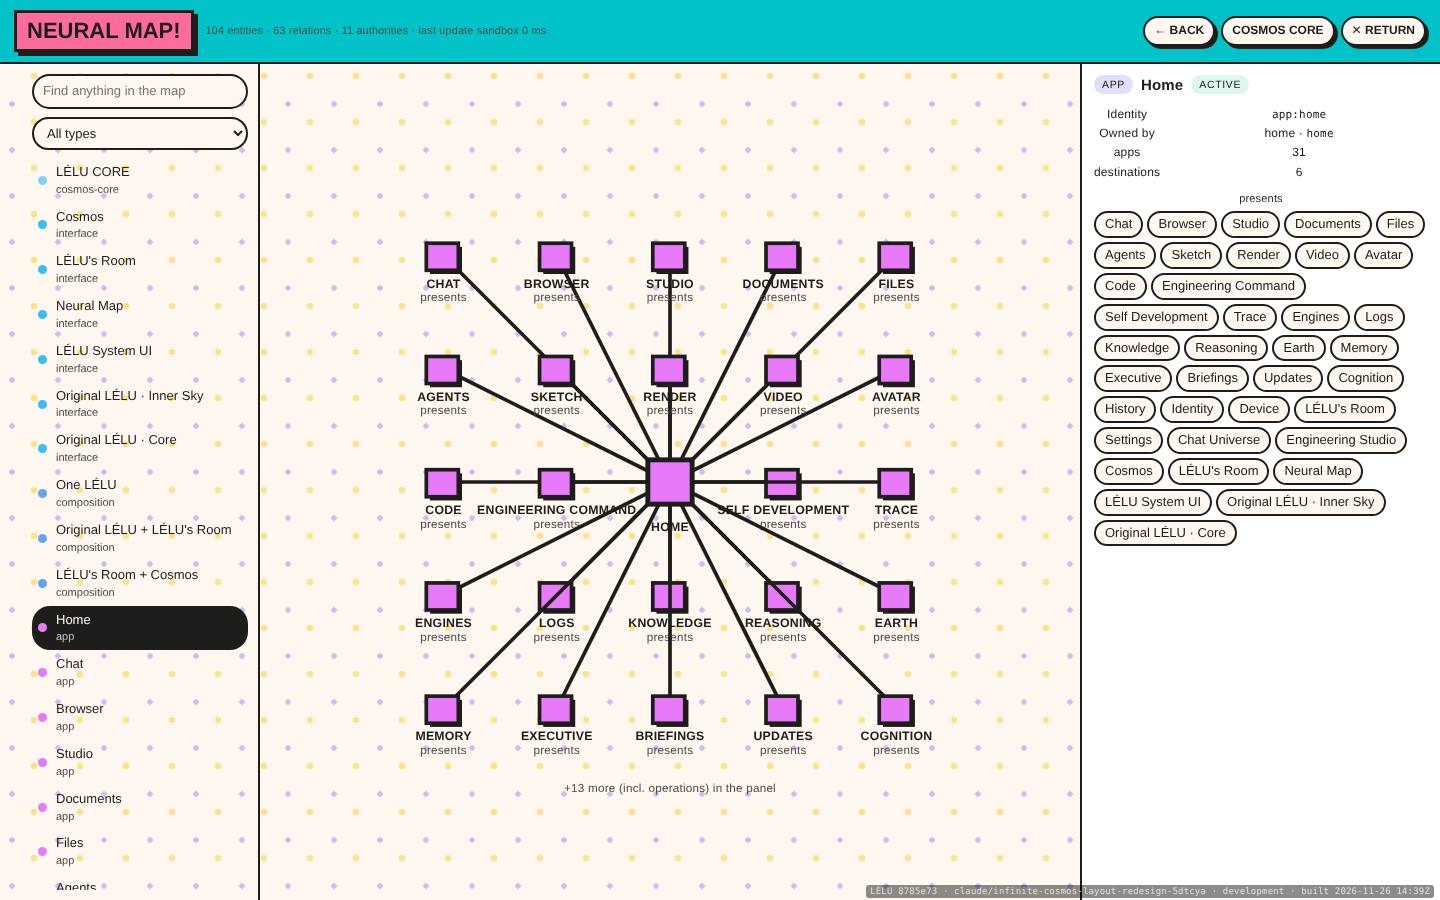 NEURAL MAP!
104 entities · 63 relations · 11 authorities · last update sandbox 0 ms
← BACK
COSMOS CORE
✕ RETURN
Find anything in the map
All types
LÉLU CORE
cosmos-core
Cosmos
interface
LÉLU's Room
interface
Neural Map
interface
LÉLU System UI
interface
Original LÉLU · Inner Sky
interface
Original LÉLU · Core
interface
One LÉLU
composition
Original LÉLU + LÉLU's Room
composition
LÉLU's Room + Cosmos
composition
Home
app
Chat
app
Browser
app
Studio
app
Documents
app
Files
app
Agents
CHAT BROWSER STUDIO DOCUMENTS FILES
presents presents presents presents presents
AGENTS SKETCH RENDER VIDEO AVATAR
presents presents presents presents presents
CODE ENGINEERING COMMAND SELF DEVELOPMENT TRACE
presents presents presents presents
HOME
ENGINES LOGS KNOWLEDGE REASONING EARTH
presents presents presents presents presents
MEMORY EXECUTIVE BRIEFINGS UPDATES COGNITION
presents presents presents presents presents
+13 more (incl. operations) in the panel
APP Home ACTIVE
Identity app:home
Owned by home · home
apps 31
destinations 6
presents
Chat Browser Studio Documents Files
Agents Sketch Render Video Avatar
Code Engineering Command
Self Development Trace Engines Logs
Knowledge Reasoning Earth Memory
Executive Briefings Updates Cognition
History Identity Device LÉLU's Room
Settings Chat Universe Engineering Studio
Cosmos LÉLU's Room Neural Map
LÉLU System UI Original LÉLU · Inner Sky
Original LÉLU · Core
LÉLU 8785e73 · claude/infinite-cosmos-layout-redesign-5dtcya · development · built 2026-11-26 14:39Z